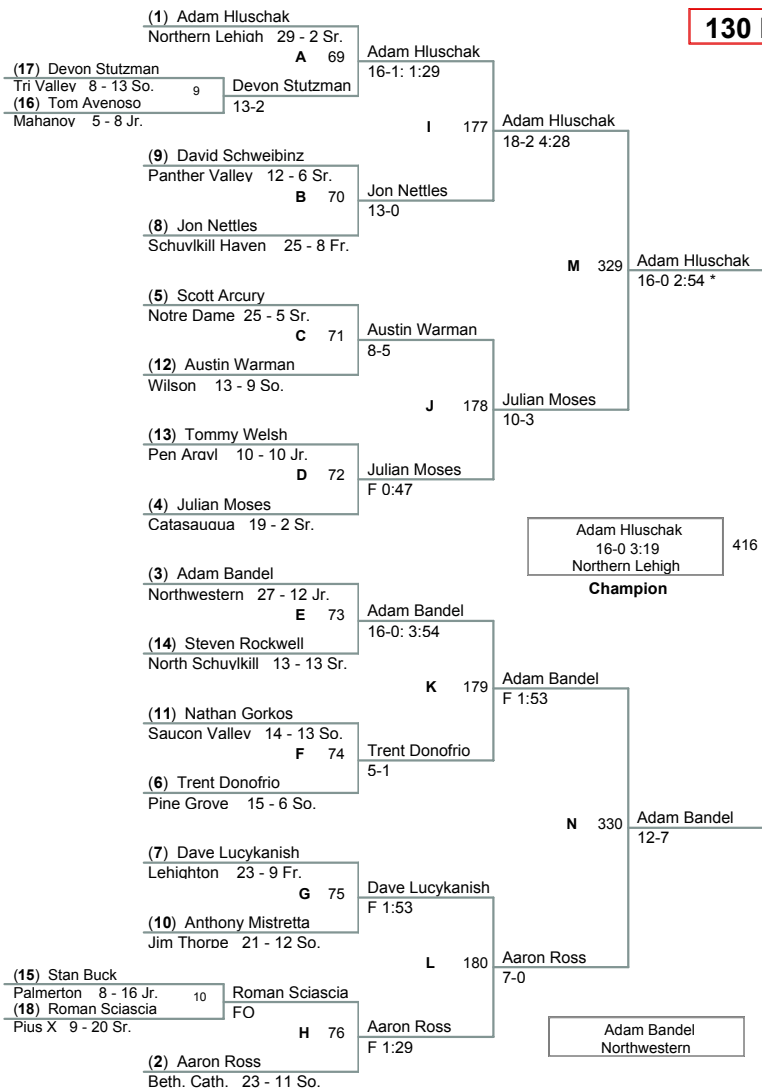 (1) Adam Hluschak
Northern Lehigh 29 - 2 Sr.
130
A 69
Adam Hluschak
16-1: 1:29
(17) Devon Stutzman
Tri Valley 8 - 13 So.
9
Devon Stutzman
13-2
(16) Tom Avenoso
Mahanoy 5 - 8 Jr.
I 177
Adam Hluschak
18-2 4:28
(9) David Schweibinz
Panther Valley 12 - 6 Sr.
B 70
Jon Nettles
13-0
(8) Jon Nettles
Schuylkill Haven 25 - 8 Fr.
M 329
Adam Hluschak
16-0 2:54 *
(5) Scott Arcury
Notre Dame 25 - 5 Sr.
C 71
Austin Warman
8-5
(12) Austin Warman
Wilson 13 - 9 So.
J 178
Julian Moses
10-3
(13) Tommy Welsh
Pen Argyl 10 - 10 Jr.
D 72
Julian Moses
F 0:47
(4) Julian Moses
Catasauqua 19 - 2 Sr.
Adam Hluschak
16-0 3:19
Northern Lehigh
416
Champion
(3) Adam Bandel
Northwestern 27 - 12 Jr.
E 73
Adam Bandel
16-0: 3:54
(14) Steven Rockwell
North Schuylkill 13 - 13 Sr.
K 179
Adam Bandel
F 1:53
(11) Nathan Gorkos
Saucon Valley 14 - 13 So.
F 74
Trent Donofrio
5-1
(6) Trent Donofrio
Pine Grove 15 - 6 So.
N 330
Adam Bandel
12-7
(7) Dave Lucykanish
Lehighton 23 - 9 Fr.
G 75
Dave Lucykanish
F 1:53
(10) Anthony Mistretta
Jim Thorpe 21 - 12 So.
L 180
Aaron Ross
7-0
(15) Stan Buck
Palmerton 8 - 16 Jr.
10
Roman Sciascia
FO
(18) Roman Sciascia
Pius X 9 - 20 Sr.
H 76
Aaron Ross
F 1:29
(2) Aaron Ross
Beth. Cath. 23 - 11 So.
Adam Bandel
Northwestern